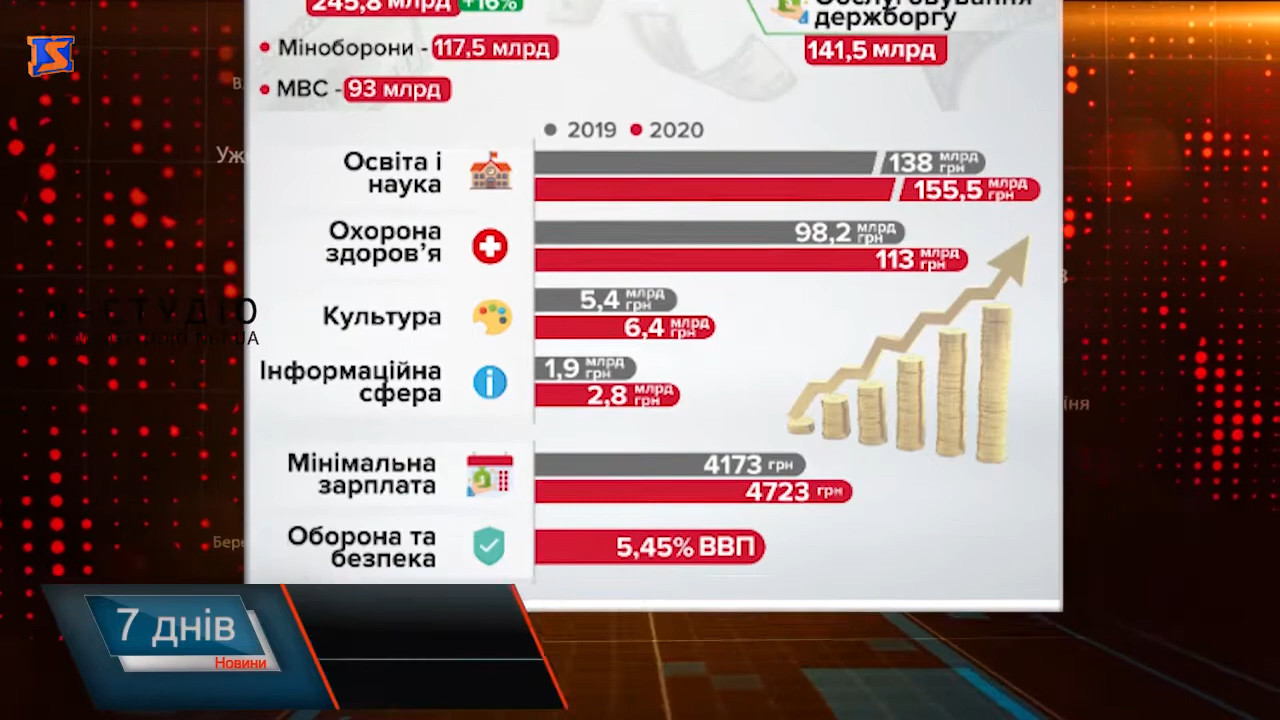 245,8 млрд +16%
Обслуговування
держборгу
Міноборони - 117,5 млрд
141,5 млрд
МВС - 93 млрд
2019 2020
Освіта і
наука
138 млрд
грн
155,5 млрд
грн
Охорона
здоров’я
98,2 млрд
грн
113 млрд
грн
Культура
5,4 млрд
грн
6,4 млрд
грн
Інформаційна
сфера
1,9 млрд
грн
2,8 млрд
грн
Мінімальна
зарплата
4173 грн
4723 грн
Оборона та
безпека
5,45% ВВП
7 днів
Новини